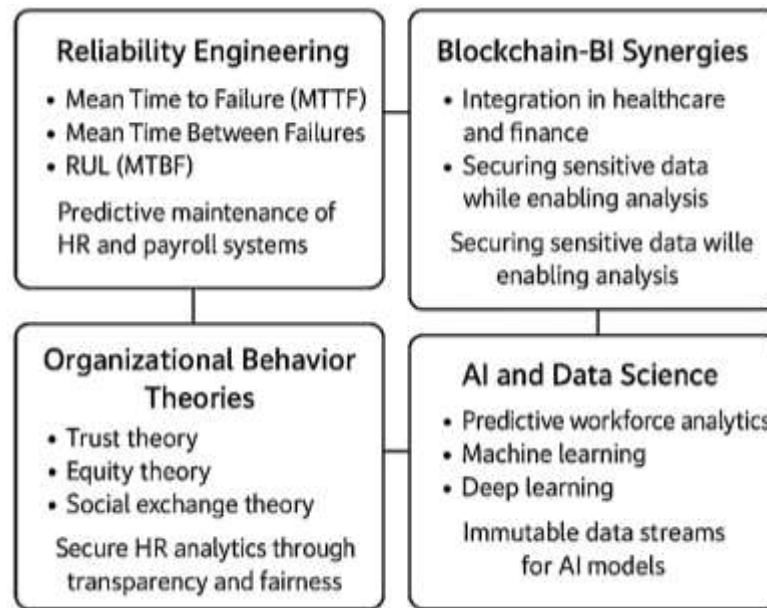 Reliability Engineering
• Mean Time to Failure (MTTF)
• Mean Time Between Failures
• RUL (MTBF)
Predictive maintenance of
HR and payroll systems
Blockchain-BI Synergies
• Integration in healthcare
and finance
• Securing sensitive data
while enabling analysis
Securing sensitive data wille
enabling analysis
Organizational Behavior
Theories
• Trust theory
• Equity theory
• Social exchange theory
Secure HR analytics through
transparency and fairness
AI and Data Science
• Predictive workforce analytics
• Machine learning
• Deep learning
Immutable data streams
for AI models